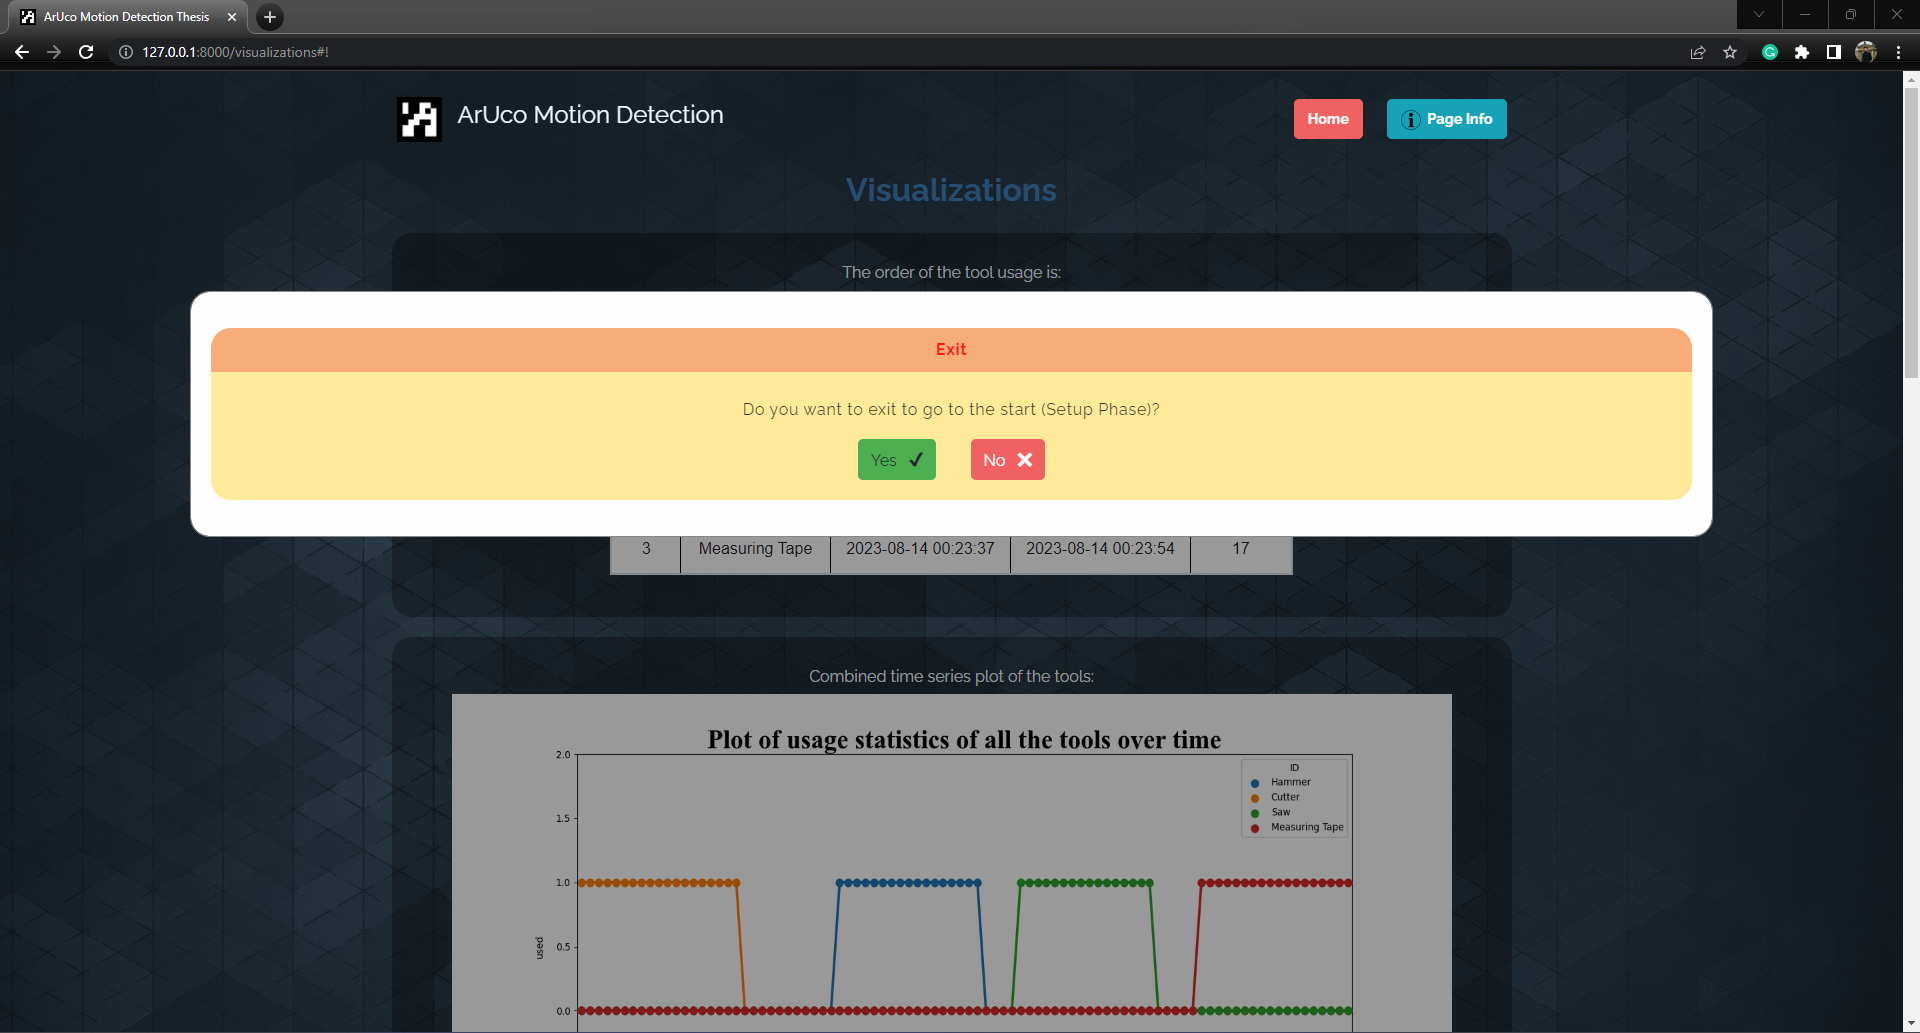 ArUco Motion Detection Thesis
127.0.0.1:8000/visualizations#!
ArUco Motion Detection
Home
Page Info
Visualizations
The order of the tool usage is:
Exit
Do you want to exit to go to the start (Setup Phase)?
Yes
No
3 Measuring Tape 2023-08-14 00:23:37 2023-08-14 00:23:54 17
Combined time series plot of the tools:
Plot of usage statistics of all the tools over time
2.0
ID
Hammer
Cutter
Saw
Measuring Tape
1.5
1.0
0.5
used
0.0